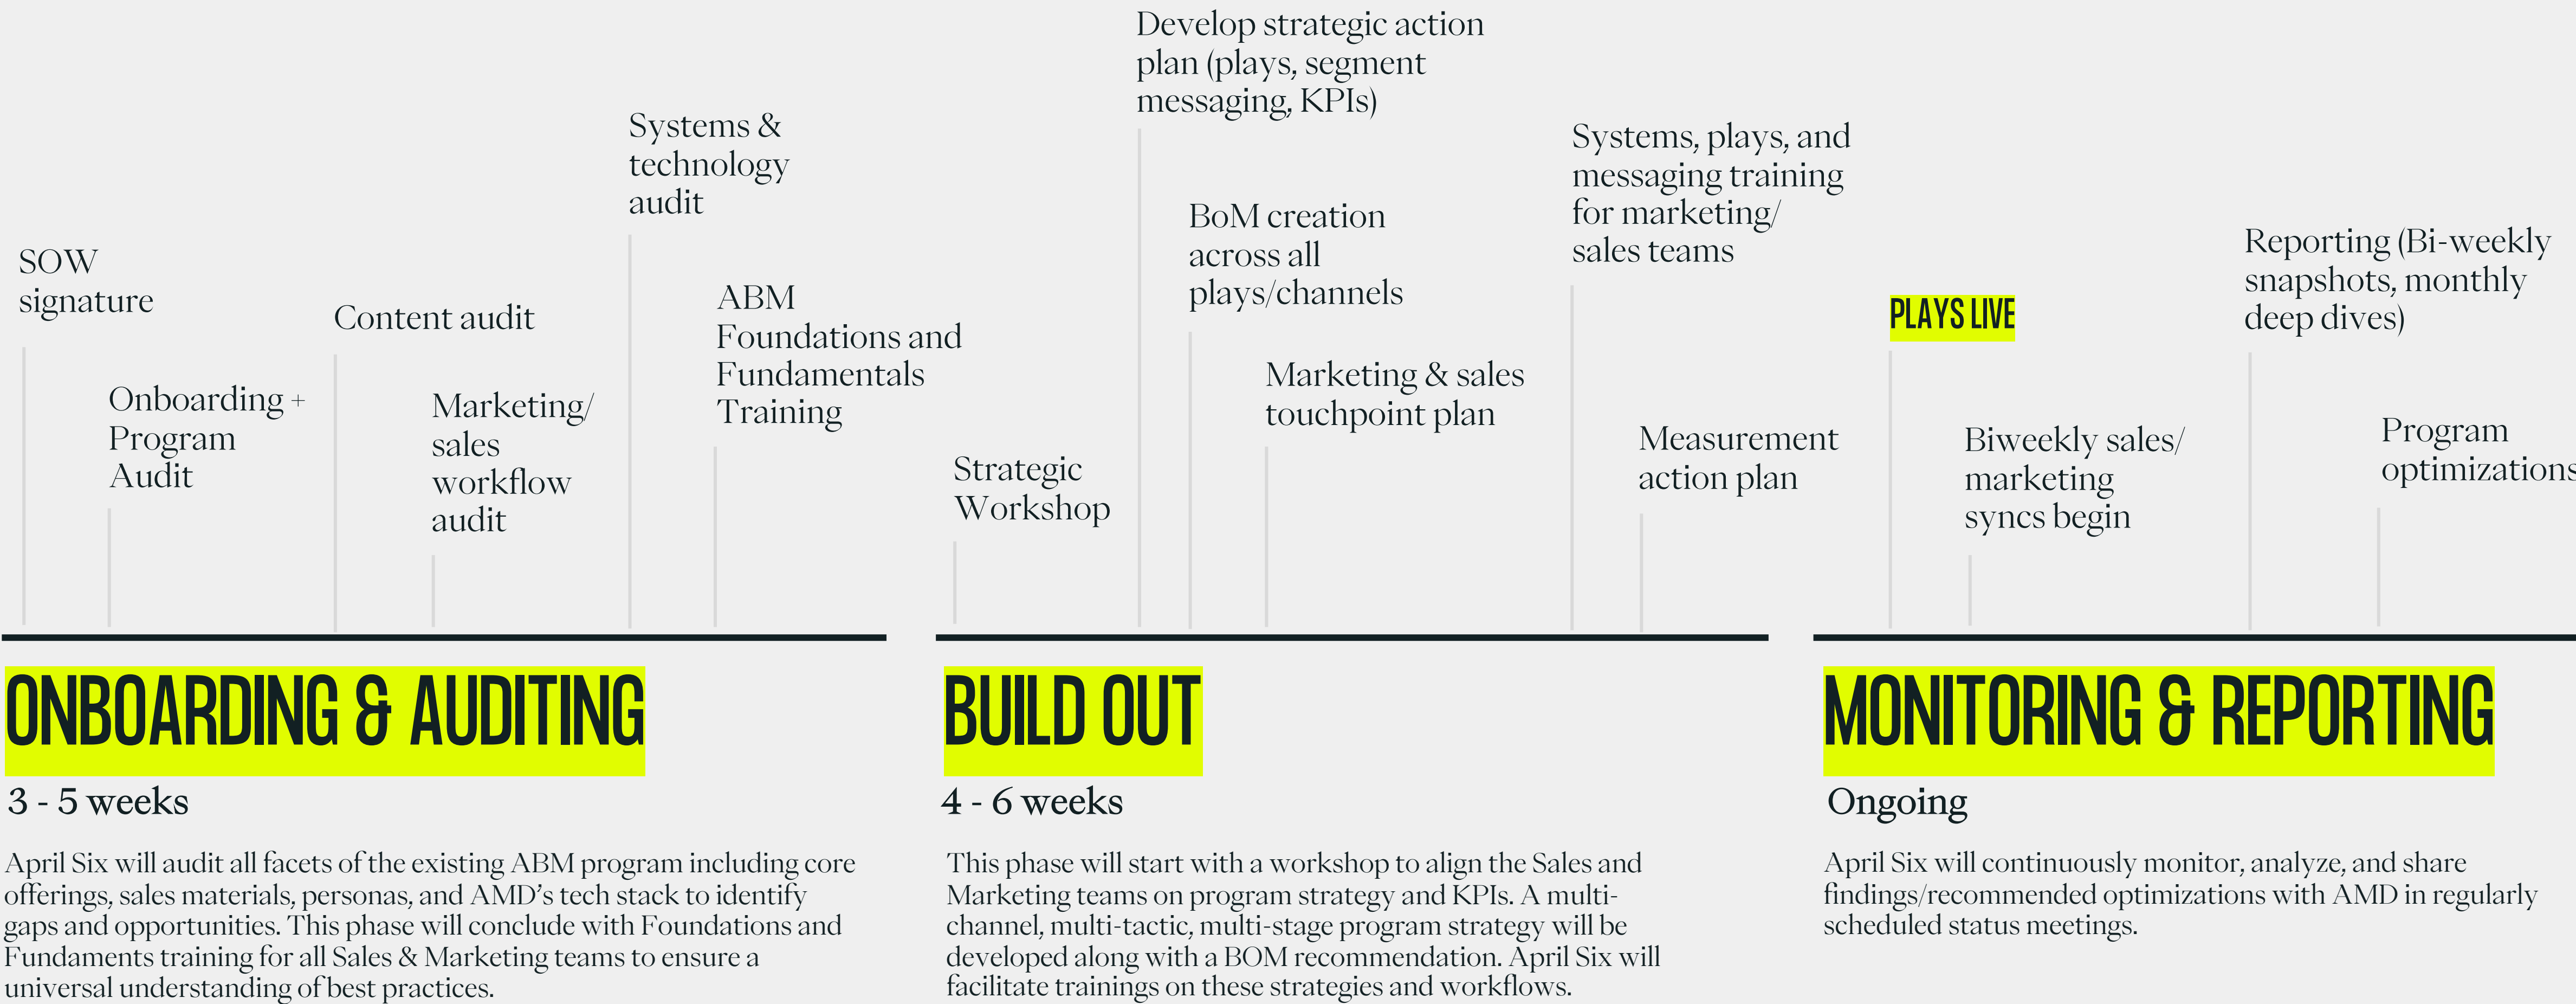 SOW
signature
Onboarding +
Program
Audit
Content audit
Marketing/
sales
workflow
audit
Systems &
technology
audit
ABM
Foundations and
Fundamentals
Training
Strategic
Workshop
Develop strategic action
plan (plays, segment
messaging, KPIs)
BoM creation
across all
plays/channels
Marketing & sales
touchpoint plan
Systems, plays, and
messaging training
for marketing/
sales teams
Measurement
action plan
PLAYS LIVE
Biweekly sales/
marketing
syncs begin
Reporting (Bi-weekly
snapshots, monthly
deep dives)
Program
optimizations
ONBOARDING & AUDITING
3 - 5 weeks
April Six will audit all facets of the existing ABM program including core
offerings, sales materials, personas, and AMD’s tech stack to identify
gaps and opportunities. This phase will conclude with Foundations and
Fundaments training for all Sales & Marketing teams to ensure a
universal understanding of best practices.
BUILD OUT
4 - 6 weeks
This phase will start with a workshop to align the Sales and
Marketing teams on program strategy and KPIs. A multi-
channel, multi-tactic, multi-stage program strategy will be
developed along with a BOM recommendation. April Six will
facilitate trainings on these strategies and workflows.
MONITORING & REPORTING
Ongoing
April Six will continuously monitor, analyze, and share
findings/recommended optimizations with AMD in regularly
scheduled status meetings.